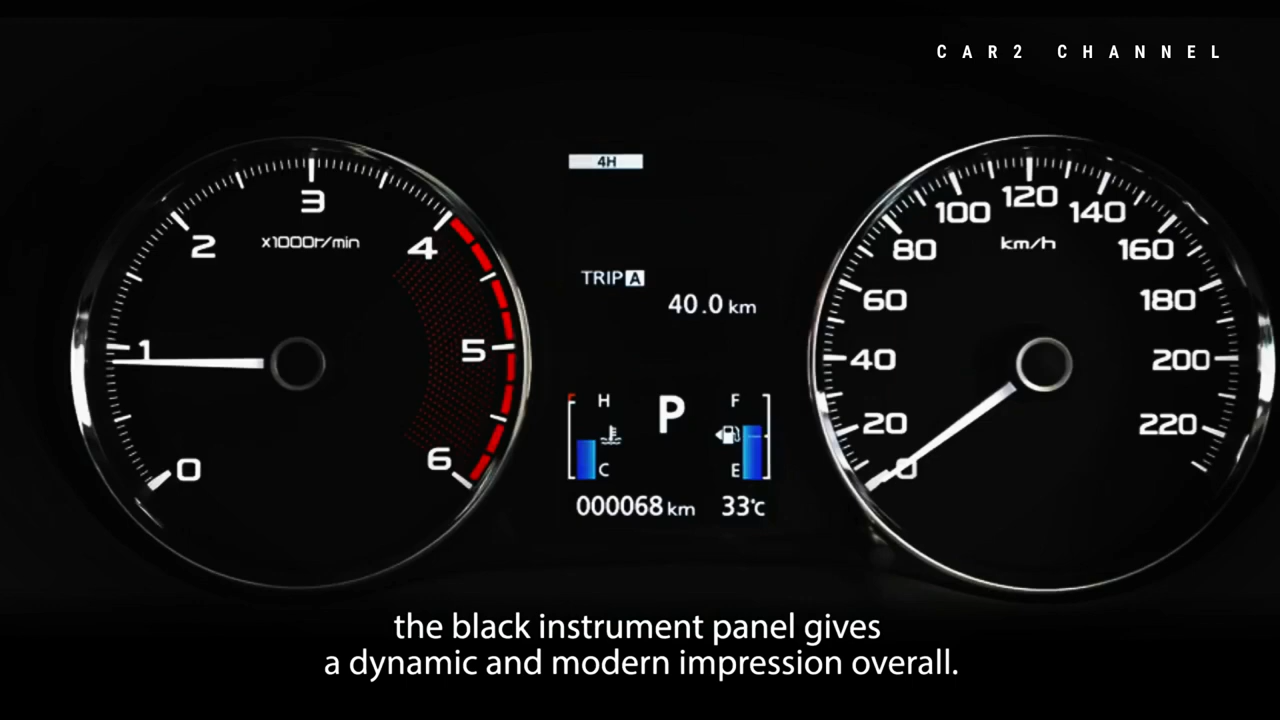 CAR2 CHANNEL
4H
3
2
x1000r/min
4
1
5
0
6
TRIP A
40.0 km
H
P
F
C
E
000068 km
33°C
120
100
140
80
km/h
160
60
180
40
200
20
220
0
the black instrument panel gives
a dynamic and modern impression overall.